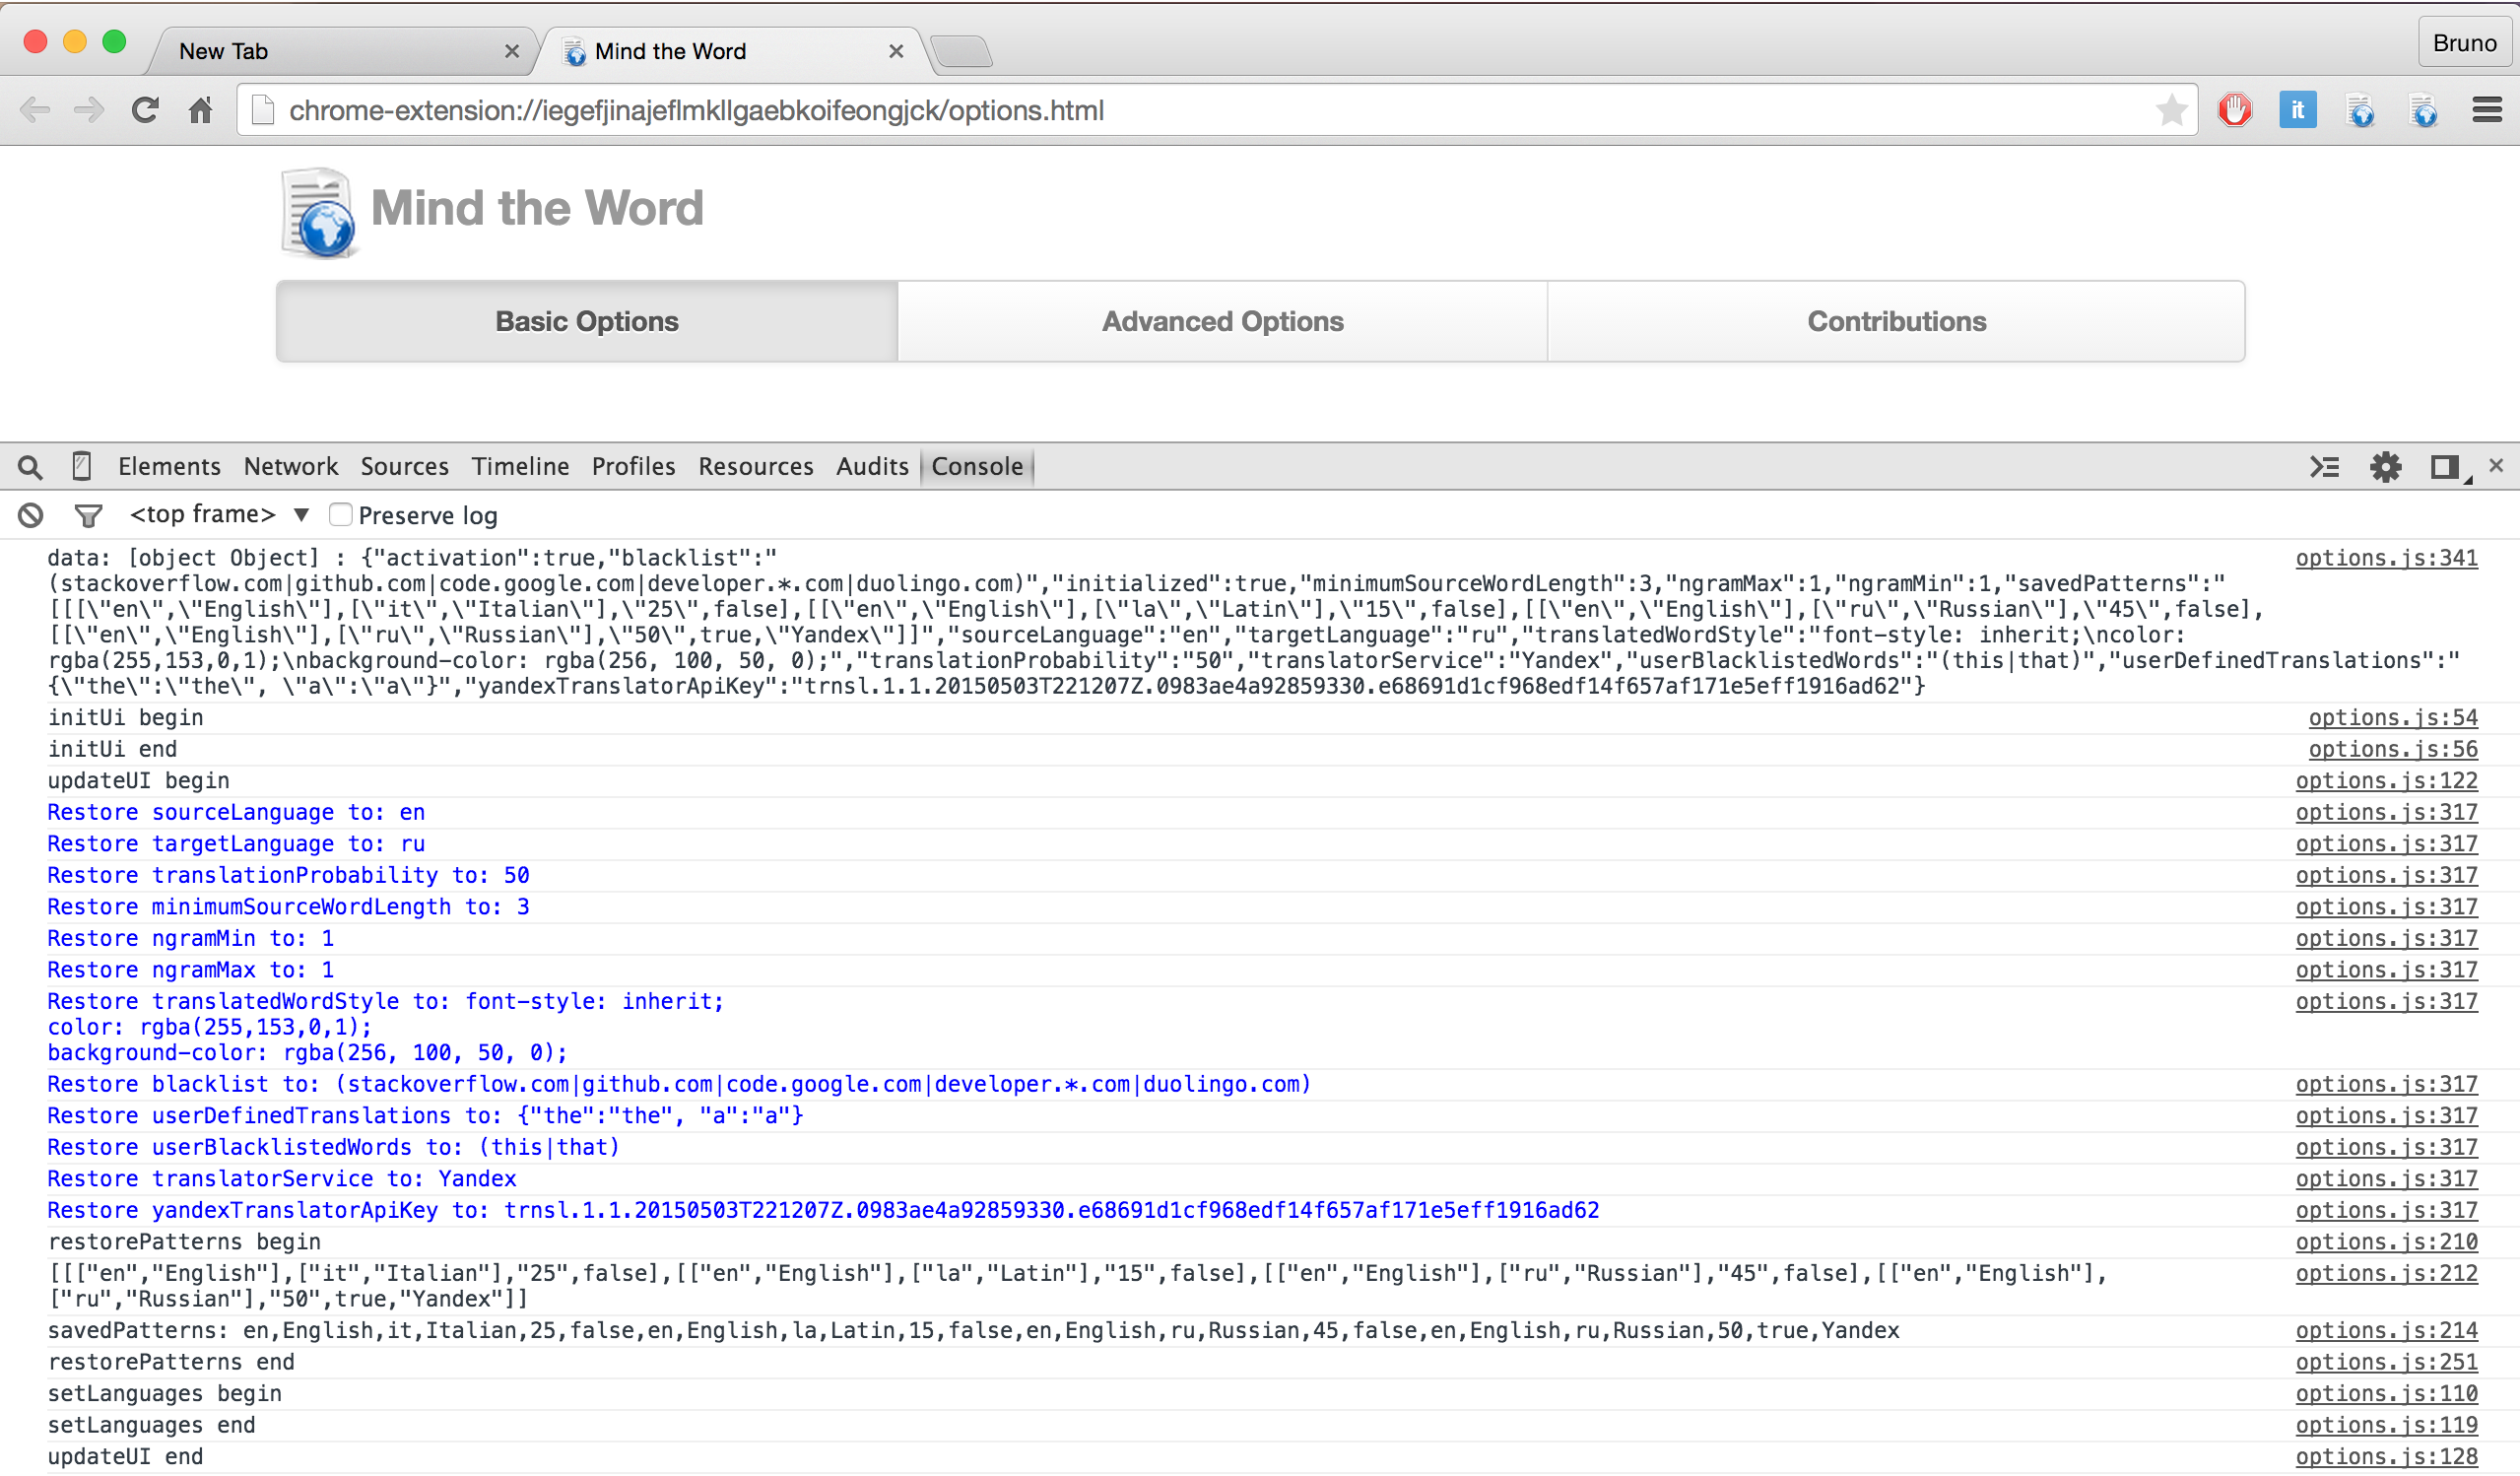 New Tab
Mind the Word
Bruno
chrome-extension://iegefjinajeflmkllgaebkoifeongjck/options.html
it
Mind the Word
Basic Options
Advanced Options
Contributions
Elements Network Sources Timeline Profiles Resources Audits Console
<top frame> ▼ Preserve log
data: [object Object] : {"activation":true,"blacklist":" options.js:341
(stackoverflow.com|github.com|code.google.com|developer.*.com|duolingo.com)","initialized":true,"minimumSourceWordLength":3,"ngramMax":1,"ngramMin":1,"savedPatterns":"
[[[\"en\",\"English\"],[\"it\",\"Italian\"],\"25\",false],[[\"en\",\"English\"],[\"la\",\"Latin\"],\"15\",false],[[\"en\",\"English\"],[\"ru\",\"Russian\"],\"45\",false],
[[\"en\",\"English\"],[\"ru\",\"Russian\"],\"50\",true,\"Yandex\"]]","sourceLanguage":"en","targetLanguage":"ru","translatedWordStyle":"font-style: inherit;\ncolor:
rgba(255,153,0,1);\nbackground-color: rgba(256, 100, 50, 0);","translationProbability":"50","translatorService":"Yandex","userBlacklistedWords":"(this|that)","userDefinedTranslations":"
{\"the\":\"the\", \"a\":\"a\"}","yandexTranslatorApiKey":"trnsl.1.1.20150503T221207Z.0983ae4a92859330.e68691d1cf968edf14f657af171e5eff1916ad62"}
initUi begin options.js:54
initUi end options.js:56
updateUI begin options.js:122
Restore sourceLanguage to: en options.js:317
Restore targetLanguage to: ru options.js:317
Restore translationProbability to: 50 options.js:317
Restore minimumSourceWordLength to: 3 options.js:317
Restore ngramMin to: 1 options.js:317
Restore ngramMax to: 1 options.js:317
Restore translatedWordStyle to: font-style: inherit; options.js:317
color: rgba(255,153,0,1);
background-color: rgba(256, 100, 50, 0);
Restore blacklist to: (stackoverflow.com|github.com|code.google.com|developer.*.com|duolingo.com) options.js:317
Restore userDefinedTranslations to: {"the":"the", "a":"a"} options.js:317
Restore userBlacklistedWords to: (this|that) options.js:317
Restore translatorService to: Yandex options.js:317
Restore yandexTranslatorApiKey to: trnsl.1.1.20150503T221207Z.0983ae4a92859330.e68691d1cf968edf14f657af171e5eff1916ad62 options.js:317
restorePatterns begin options.js:210
[[["en","English"],["it","Italian"],"25",false],[["en","English"],["la","Latin"],"15",false],[["en","English"],["ru","Russian"],"45",false],[["en","English"], options.js:212
["ru","Russian"],"50",true,"Yandex"]]
savedPatterns: en,English,it,Italian,25,false,en,English,la,Latin,15,false,en,English,ru,Russian,45,false,en,English,ru,Russian,50,true,Yandex options.js:214
restorePatterns end options.js:251
setLanguages begin options.js:110
setLanguages end options.js:119
updateUI end options.js:128